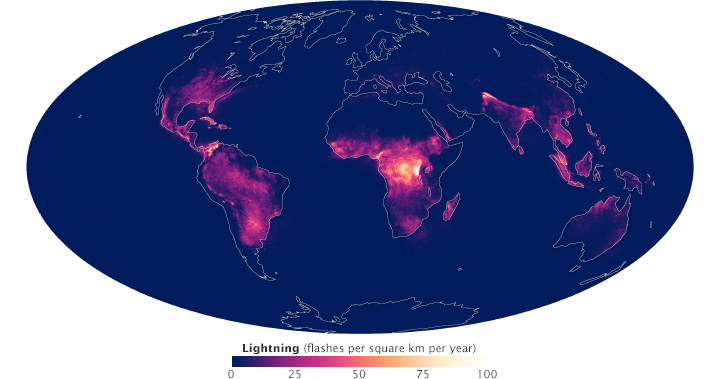 Lightning (flashes per square km per year)
0 25 50 75 100